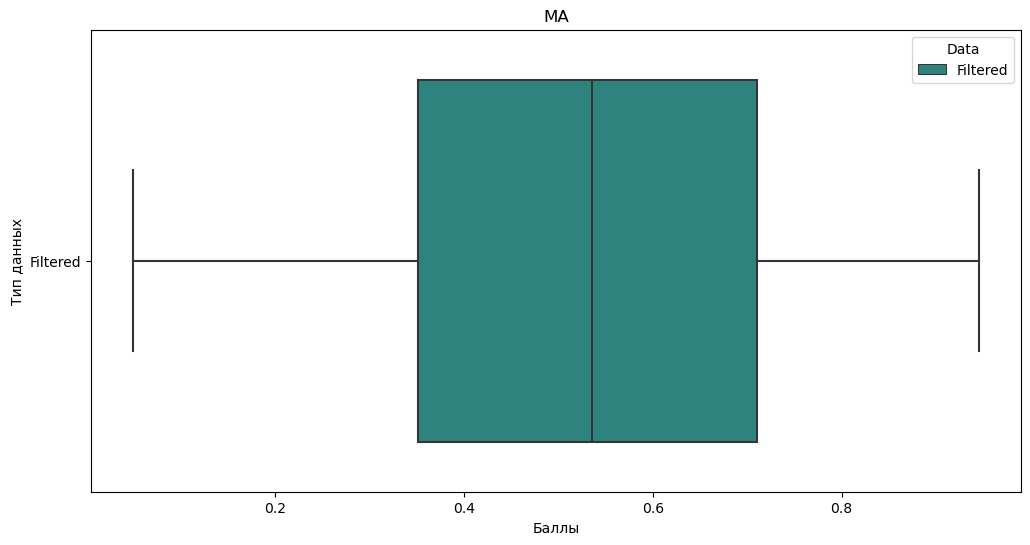 MA
Data
Filtered
Тип данных
Filtered
0.2 0.4 0.6 0.8
Баллы